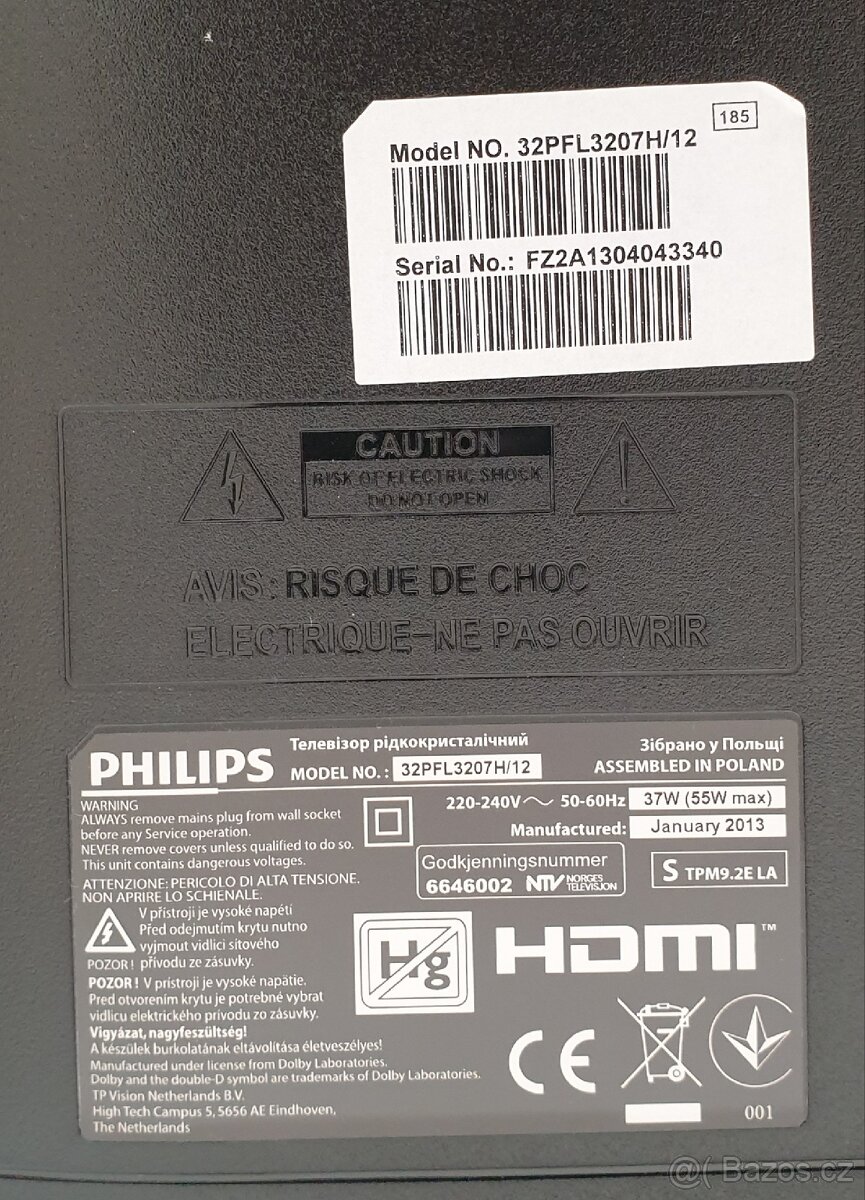 185
Model NO. 32PFL3207H/12
Serial No.: FZ2A1304043340
CAUTION
RISK OF ELECTRIC SHOCK
DO NOT OPEN
AVIS: RISQUE DE CHOC
ELECTRIQUE-NE PAS OUVRIR
PHILIPS
Телевізор рідкокристалічний
MODEL NO. : 32PFL3207H/12
Зібрано у Польщі
ASSEMBLED IN POLAND
220-240V ~ 50-60Hz 37W (55W max)
Manufactured: January 2013
WARNING
ALWAYS remove mains plug from wall socket
before any Service operation.
NEVER remove covers unless qualified to do so.
This unit contains dangerous voltages.
ATTENZIONE: PERICOLO DI ALTA TENSIONE.
NON APRIRE LO SCHIENALE.
Godkjenningsnummer
6646002 NTV NORGES
TELEVISJON
S TPM9.2E LA
V přístroji je vysoké napětí
Před odejmutím krytu nutno
vyjmout vidlici síťového
POZOR ! přívodu ze zásuvky.
POZOR ! V prístroji je vysoké napätie.
Pred otvorením krytu je potrebné vybrat
vidlicu elektrického prívodu zo zásuvky.
Vigyázat, nagyfeszültség!
A készülek burkolatának eltávolítása életveszélyes!
Manufactured under license from Dolby Laboratories.
Dolby and the double-D symbol are trademarks of Dolby Laboratories.
TP Vision Netherlands B.V.
High Tech Campus 5, 5656 AE Eindhoven,
The Netherlands
Hg
HDMI™
CE
001
@( Bazos.cz